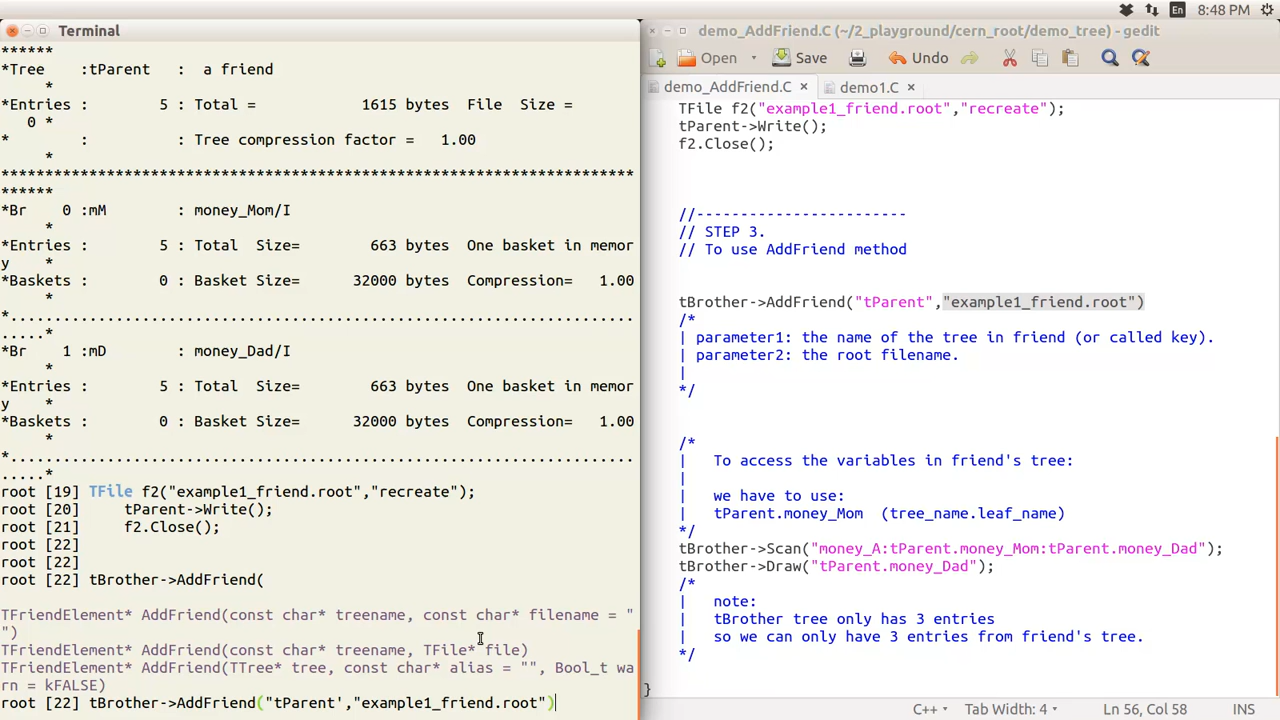 En 8:48 PM
Terminal
******
*Tree    :tParent   :  a friend
     *
*Entries :        5 : Total =            1615 bytes  File  Size =
   0 *
*        :          : Tree compression factor =   1.00
     *
********************************************************************************
******
*Br    0 :mM        : money_Mom/I
     *
*Entries :        5 : Total  Size=        663 bytes  One basket in memor
y    *
*Baskets :        0 : Basket Size=      32000 bytes  Compression=   1.00
     *
*...............................................................................
.....*
*Br    1 :mD        : money_Dad/I
     *
*Entries :        5 : Total  Size=        663 bytes  One basket in memor
y    *
*Baskets :        0 : Basket Size=      32000 bytes  Compression=   1.00
     *
*...............................................................................
.....*
root [19] TFile f2("example1_friend.root","recreate");
root [20]     tParent->Write();
root [21]     f2.Close();
root [22]
root [22]
root [22] tBrother->AddFriend(
TFriendElement* AddFriend(const char* treename, const char* filename = "
")
TFriendElement* AddFriend(const char* treename, TFile* file)
TFriendElement* AddFriend(TTree* tree, const char* alias = "", Bool_t wa
rn = kFALSE)
root [22] tBrother->AddFriend("tParent',"example1_friend.root")
demo_AddFriend.C (~/2_playground/cern_root/demo_tree) - gedit
Open Save Undo
demo_AddFriend.C × demo1.C ×
TFile f2("example1_friend.root","recreate");
tParent->Write();
f2.Close();
//------------------------
// STEP 3.
// To use AddFriend method
tBrother->AddFriend("tParent","example1_friend.root")
/*
| parameter1: the name of the tree in friend (or called key).
| parameter2: the root filename.
|
*/
/*
|   To access the variables in friend's tree:
|
|   we have to use:
|   tParent.money_Mom  (tree_name.leaf_name)
*/
tBrother->Scan("money_A:tParent.money_Mom:tParent.money_Dad");
tBrother->Draw("tParent.money_Dad");
/*
|   note:
|   tBrother tree only has 3 entries
|   so we can only have 3 entries from friend's tree.
*/
}
C++ Tab Width: 4 Ln 56, Col 58 INS